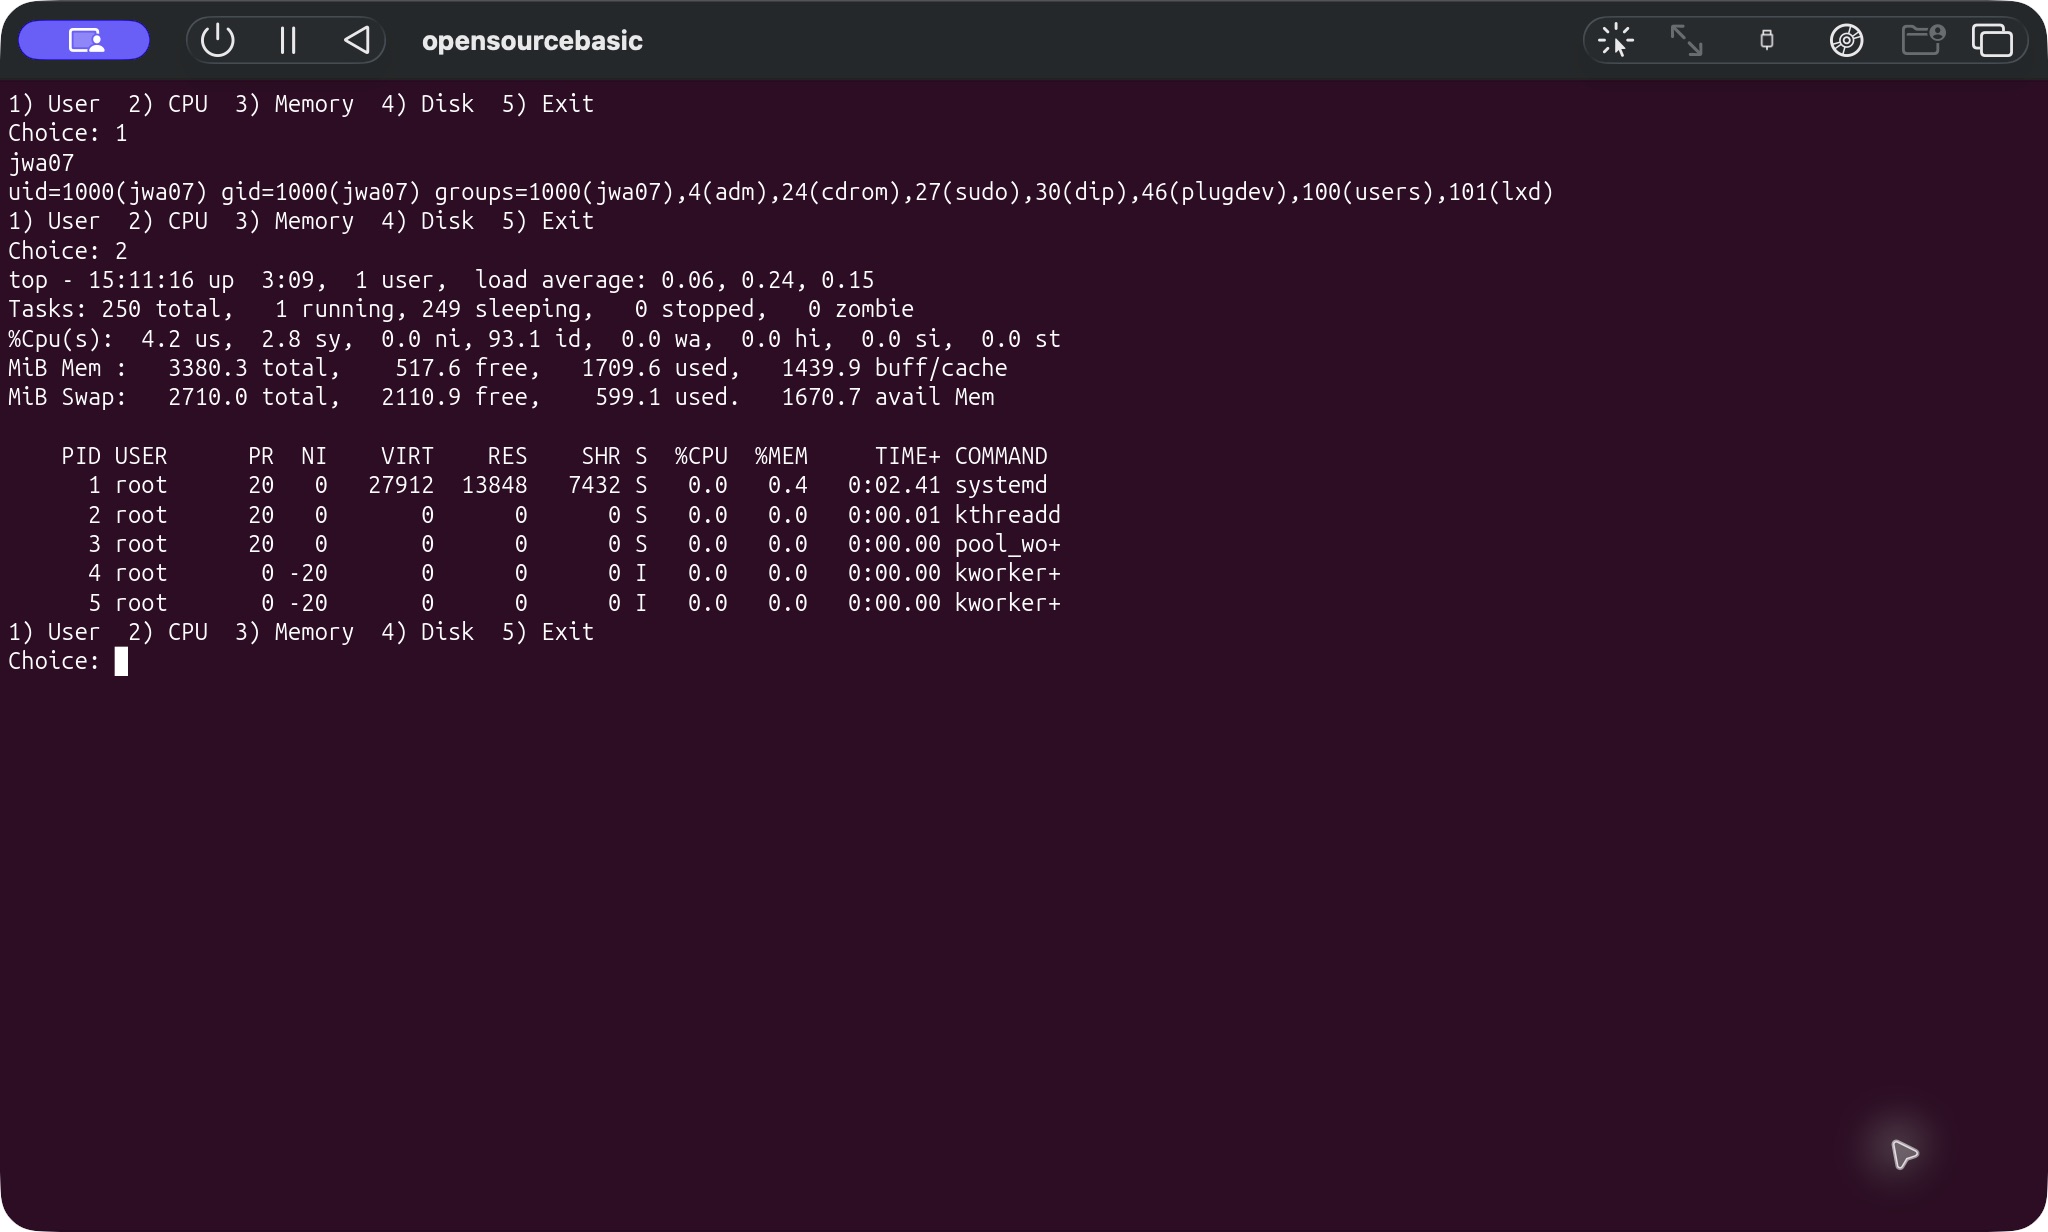 opensourcebasic
1) User  2) CPU  3) Memory  4) Disk  5) Exit
Choice: 1
jwa07
uid=1000(jwa07) gid=1000(jwa07) groups=1000(jwa07),4(adm),24(cdrom),27(sudo),30(dip),46(plugdev),100(users),101(lxd)
1) User  2) CPU  3) Memory  4) Disk  5) Exit
Choice: 2
top - 15:11:16 up  3:09,  1 user,  load average: 0.06, 0.24, 0.15
Tasks: 250 total,   1 running, 249 sleeping,   0 stopped,   0 zombie
%Cpu(s):  4.2 us,  2.8 sy,  0.0 ni, 93.1 id,  0.0 wa,  0.0 hi,  0.0 si,  0.0 st
MiB Mem :   3380.3 total,    517.6 free,   1709.6 used,   1439.9 buff/cache
MiB Swap:   2710.0 total,   2110.9 free,    599.1 used.   1670.7 avail Mem
    PID USER      PR  NI    VIRT    RES    SHR S  %CPU  %MEM     TIME+ COMMAND
      1 root      20   0   27912  13848   7432 S   0.0   0.4   0:02.41 systemd
      2 root      20   0       0      0      0 S   0.0   0.0   0:00.01 kthreadd
      3 root      20   0       0      0      0 S   0.0   0.0   0:00.00 pool_wo+
      4 root       0 -20       0      0      0 I   0.0   0.0   0:00.00 kworker+
      5 root       0 -20       0      0      0 I   0.0   0.0   0:00.00 kworker+
1) User  2) CPU  3) Memory  4) Disk  5) Exit
Choice: